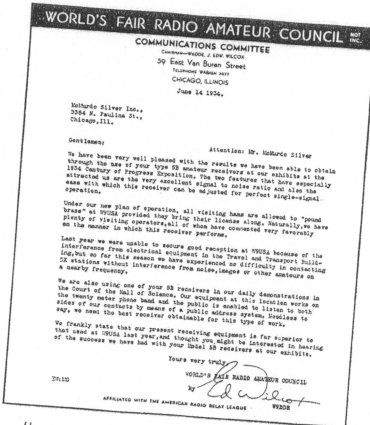 WORLD'S FAIR RADIO AMATEUR COUNCIL NOT INC.
COMMUNICATIONS COMMITTEE
CHAIRMAN—W9DDE, J. EDW. WILCOX
59 East Van Buren Street
TELEPHONE WABASH
CHICAGO, ILLINOIS
June 14 1934.
McMurdo Silver Inc.,
3354 N. Paulina St.,
Chicago, Ill.
Attention: Mr. McMurdo Silver
Gentlemen:
We have been very well pleased with the results we have been able to obtain
through the use of your type 5B amateur receivers at our exhibits at the
1934 Century of Progress Exposition. The two features that have especially
attracted us are the very excellent signal to noise ratio and also the
ease with which this receiver can be adjusted for perfect single-signal
operation.
Under our new plan of operation, all visiting hams are allowed to "pound
brass" at W9USA provided they bring their license along. Naturally, we have
plenty of visiting operators, all of whom have commented very favorably
on the manner in which this receiver performs.
Last year we were unable to secure good reception at W9USA because of the
interference from electrical equipment in the Travel and Transport Build-
ing, but so far this season we have experienced no difficulty in contacting
DX stations without interference from noise, images or other amateurs on
a nearby frequency.
We are also using one of your 5B receivers in our daily demonstrations in
the Court of the Hall of Science. Our equipment at this location works on
the twenty meter phone band and the public is enabled to listen to both
sides of our contacts by means of a public address system. Needless to
say, we need the best receiver obtainable for this type of work.
We frankly state that our present receiving equipment is far superior to
that used at W9USA last year, and thought you might be interested in hearing
of the success we have had with your Model 5B receivers at our exhibits.
Yours very truly
WORLD'S FAIR RADIO AMATEUR COUNCIL
by Ed Wilcox
W9DDE
AFFILIATED WITH THE AMERICAN RADIO RELAY LEAGUE